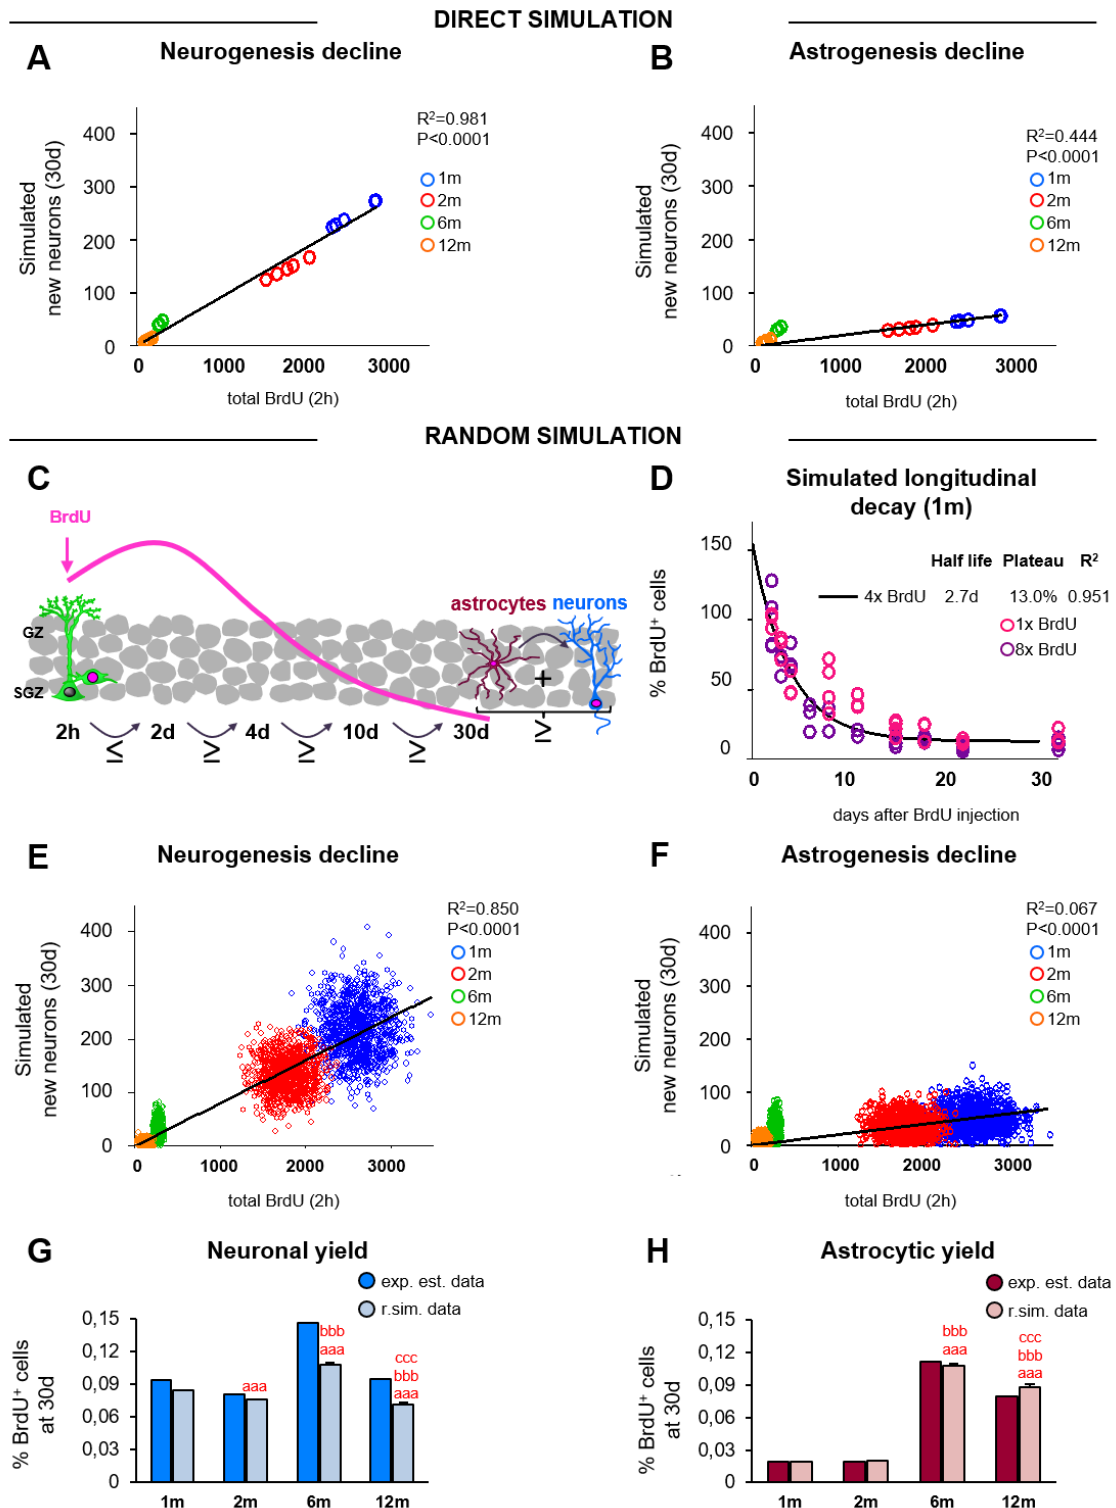 DIRECT SIMULATION
A
Neurogenesis decline
Simulated
new neurons (30d)
400
300
200
100
0
R²=0.981
P<0.0001
1m
2m
6m
12m
0
1000
2000
3000
total BrdU (2h)
B
Astrogenesis decline
Simulated
new neurons (30d)
400
300
200
100
0
R²=0.444
P<0.0001
1m
2m
6m
12m
0
1000
2000
3000
total BrdU (2h)
RANDOM SIMULATION
C
BrdU
GZ
SGZ
astrocytes
neurons
+
2h
2d
4d
10d
30d
≤
≥
≥
≥
≥
D
Simulated longitudinal
decay (1m)
% BrdU⁺ cells
150
100
50
0
Half life Plateau R²
4x BrdU 2.7d 13.0% 0.951
1x BrdU
8x BrdU
0
10
20
30
days after BrdU injection
E
Neurogenesis decline
Simulated
new neurons (30d)
400
300
200
100
0
R²=0.850
P<0.0001
1m
2m
6m
12m
0
1000
2000
3000
total BrdU (2h)
F
Astrogenesis decline
Simulated
new neurons (30d)
400
300
200
100
0
R²=0.067
P<0.0001
1m
2m
6m
12m
0
1000
2000
3000
total BrdU (2h)
G
Neuronal yield
exp. est. data
r.sim. data
% BrdU⁺ cells
at 30d
0,15
0,12
0,09
0,06
0,03
0
aaa
bbb
aaa
ccc
bbb
aaa
1m
2m
6m
12m
H
Astrocytic yield
exp. est. data
r.sim. data
% BrdU⁺ cells
at 30d
0,15
0,12
0,09
0,06
0,03
0
bbb
aaa
ccc
bbb
aaa
1m
2m
6m
12m